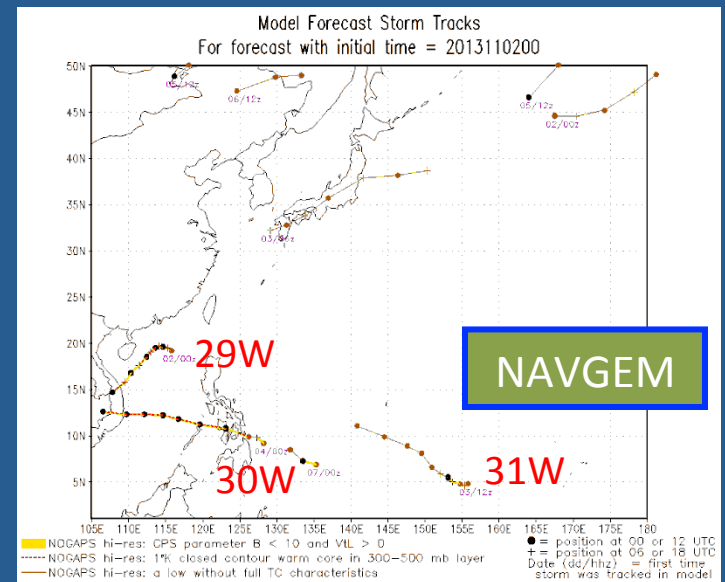 Model Forecast Storm Tracks
For forecast with initial time = 2013110200
50N
45N
40N
35N
30N
25N
20N
15N
10N
5N
05/12z
06/12z
05/12z
02/00z
03/06z
02/00z
29W
NAVGEM
04/00z
07/00z
30W
31W
03/12z
105E 110E 115E 120E 125E 130E 135E 140E 145E 150E 155E 160E 165E 170E 175E 180
NOGAPS hi-res: CPS parameter B < 10 and VtL > 0
NOGAPS hi-res: 1°K closed contour warm core in 300-500 mb layer
NOGAPS hi-res: a low without full TC characteristics
● = position at 00 or 12 UTC
+ = position at 06 or 18 UTC
Date (dd/hhz) = first time
storm was tracked in model